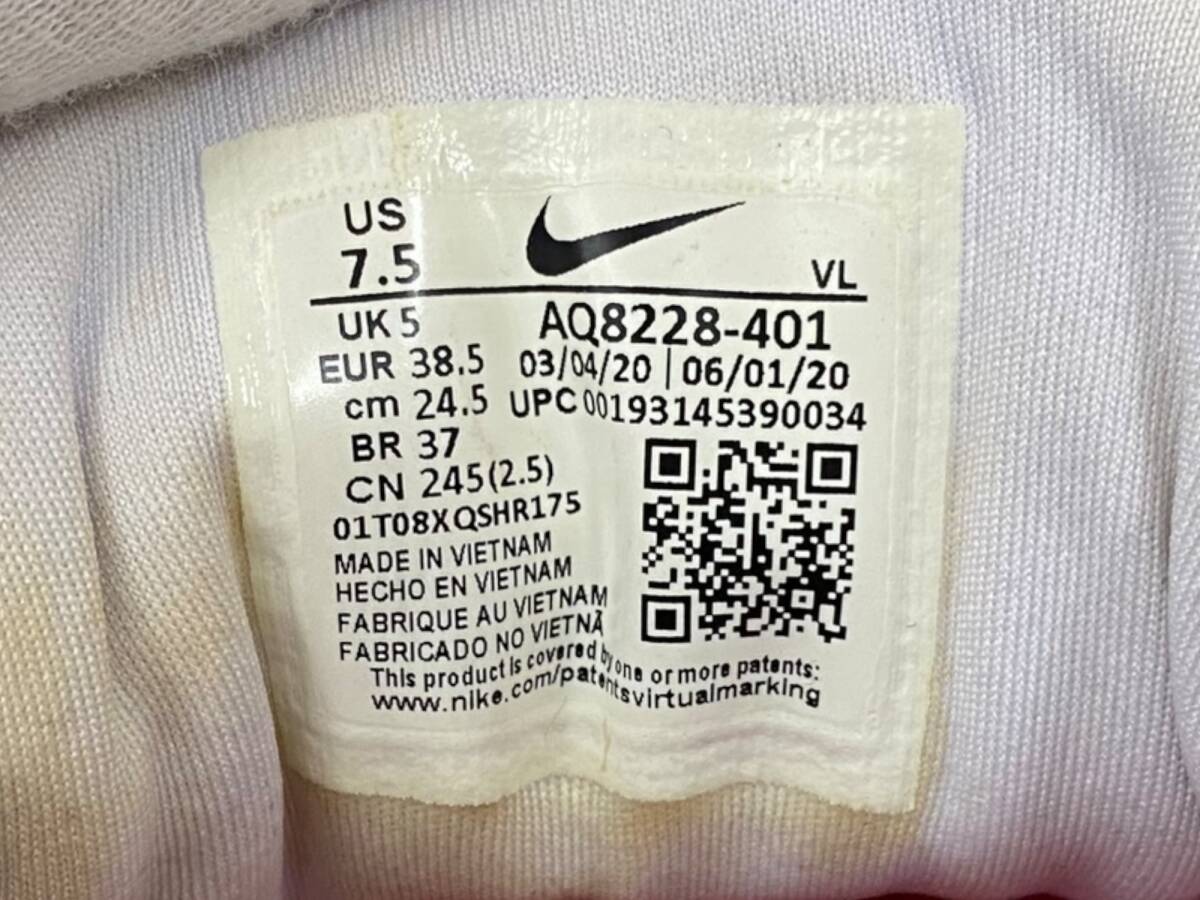 US
7.5
VL
UK 5
AQ8228-401
EUR 38.5
03/04/20 | 06/01/20
cm 24.5
UPC 00193145390034
BR 37
CN 245(2.5)
01T08XQSHR175
MADE IN VIETNAM
HECHO EN VIETNAM
FABRIQUE AU VIETNAM
FABRICADO NO VIETNÃ
This product is covered by one or more patents:
www.nike.com/patentsvirtualmarking